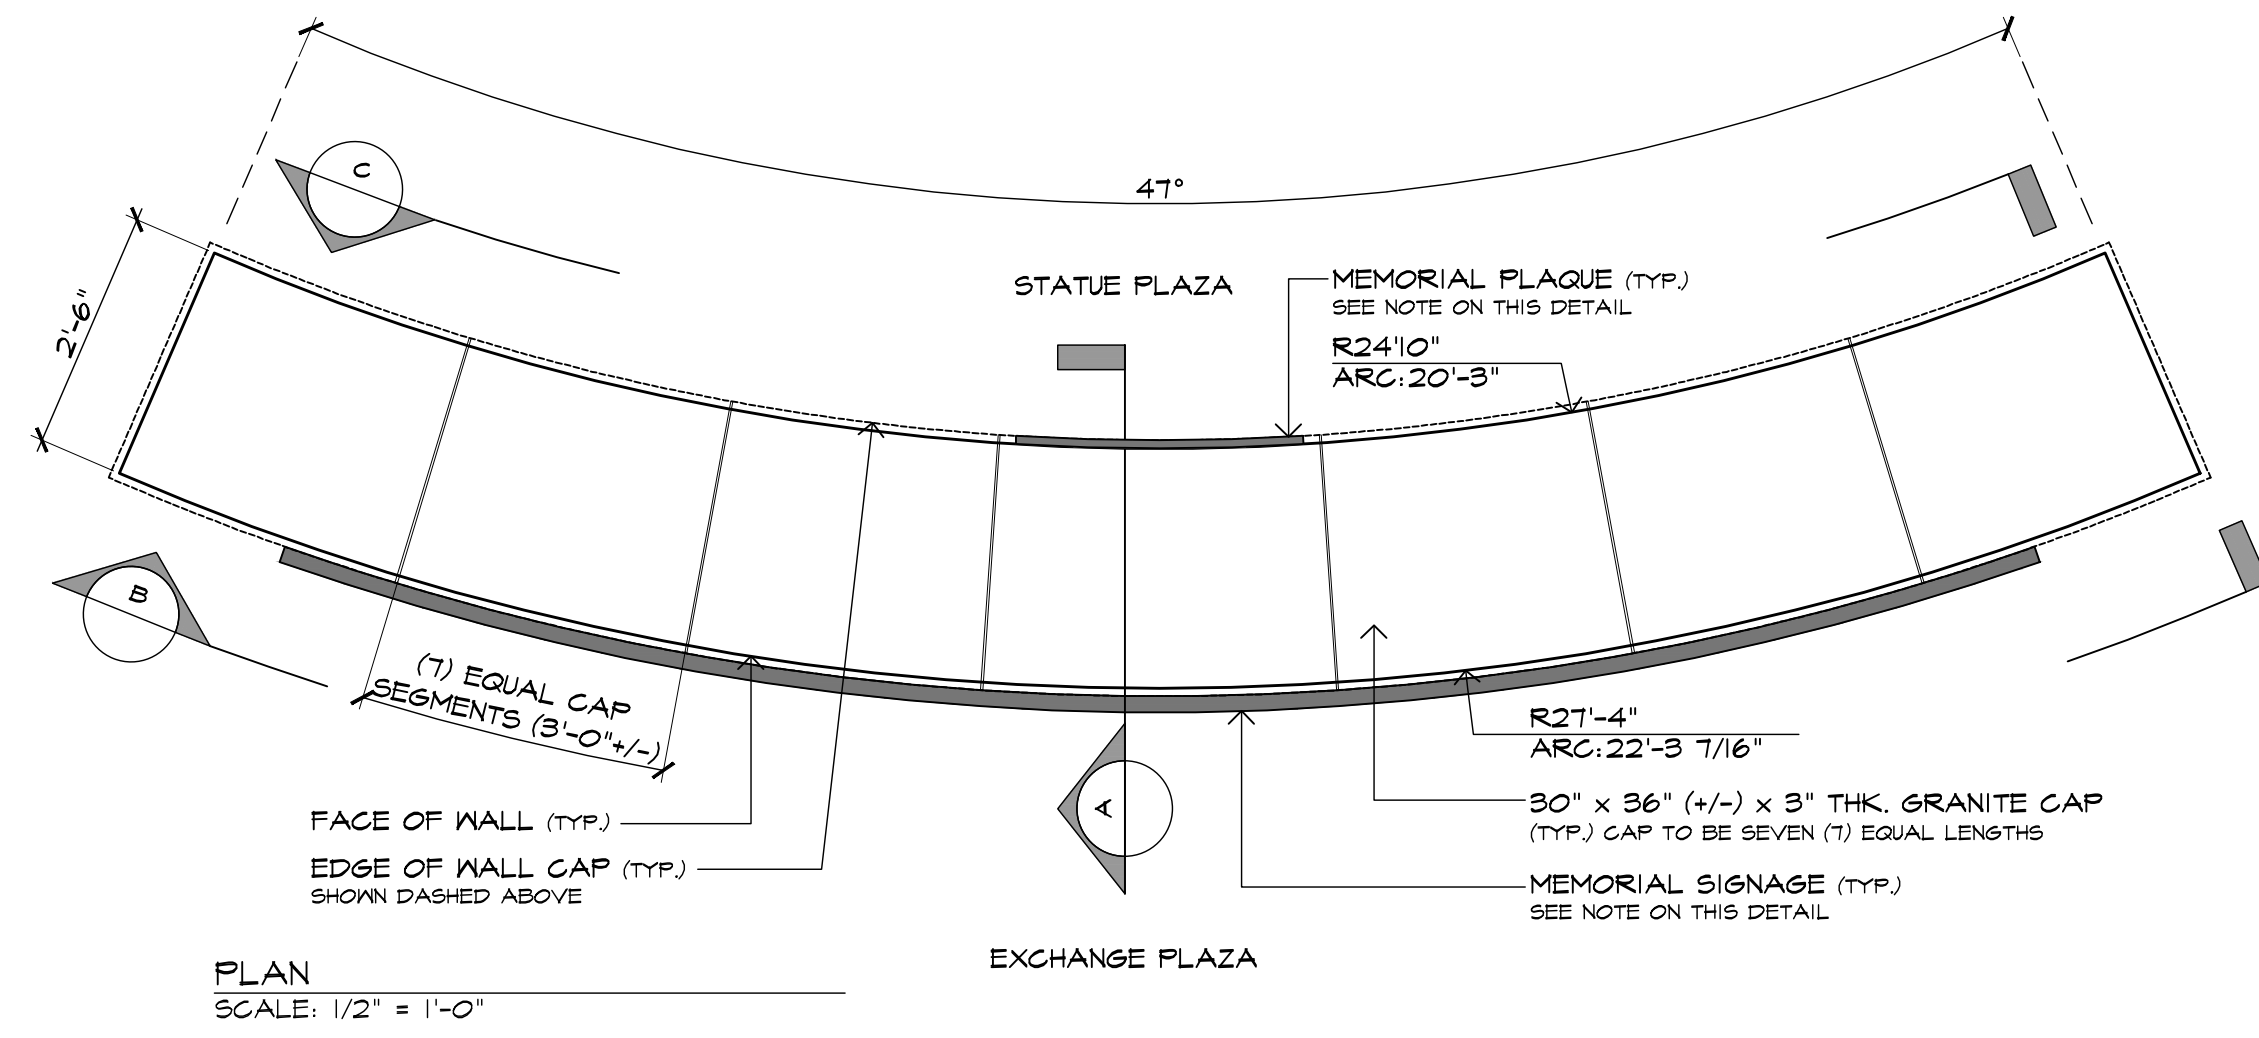 47°
C
2'-6"
STATUE PLAZA
MEMORIAL PLAQUE (TYP.)
SEE NOTE ON THIS DETAIL
R24'10"
ARC:20'-3"
B
(7) EQUAL CAP
SEGMENTS (3'-0"+/-)
R27'-4"
ARC:22'-3 7/16"
A
30" x 36" (+/-) x 3" THK. GRANITE CAP
(TYP.) CAP TO BE SEVEN (7) EQUAL LENGTHS
FACE OF WALL (TYP.)
EDGE OF WALL CAP (TYP.)
SHOWN DASHED ABOVE
MEMORIAL SIGNAGE (TYP.)
SEE NOTE ON THIS DETAIL
EXCHANGE PLAZA
PLAN
SCALE: 1/2" = 1'-0"